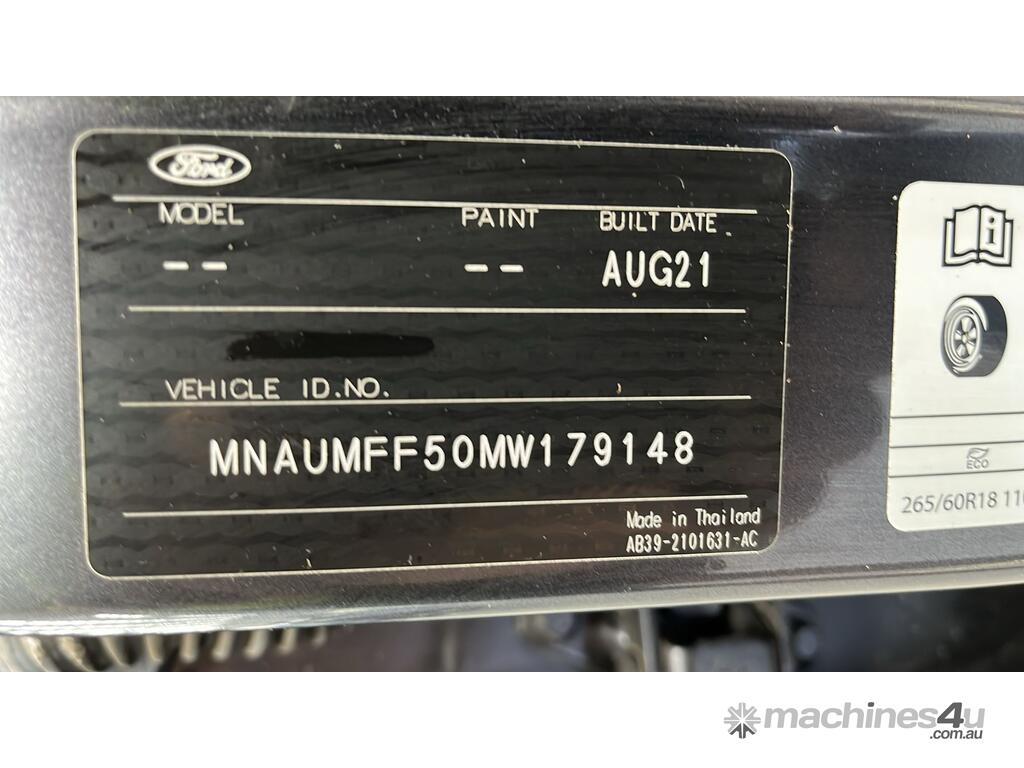 Ford
MODEL PAINT BUILT DATE
-- -- AUG21
VEHICLE ID.NO.
MNAUMFF50MW179148
Made in Thailand
AB39-2101631-AC
ECO
265/60R18
machines4u
.com.au